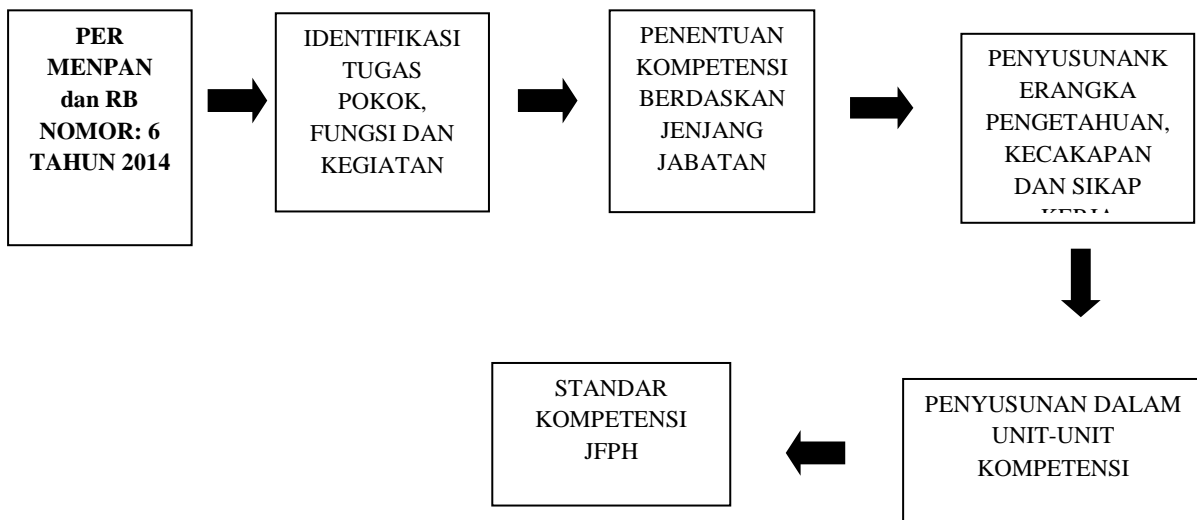 PER
MENPAN
dan RB
NOMOR: 6
TAHUN 2014
IDENTIFIKASI
TUGAS
POKOK,
FUNGSI DAN
KEGIATAN
PENENTUAN
KOMPETENSI
BERDASKAN
JENJANG
JABATAN
PENYUSUNANK
ERANGKA
PENGETAHUAN,
KECAKAPAN
DAN SIKAP
KERJA
STANDAR
KOMPETENSI
JFPH
PENYUSUNAN DALAM
UNIT-UNIT
KOMPETENSI